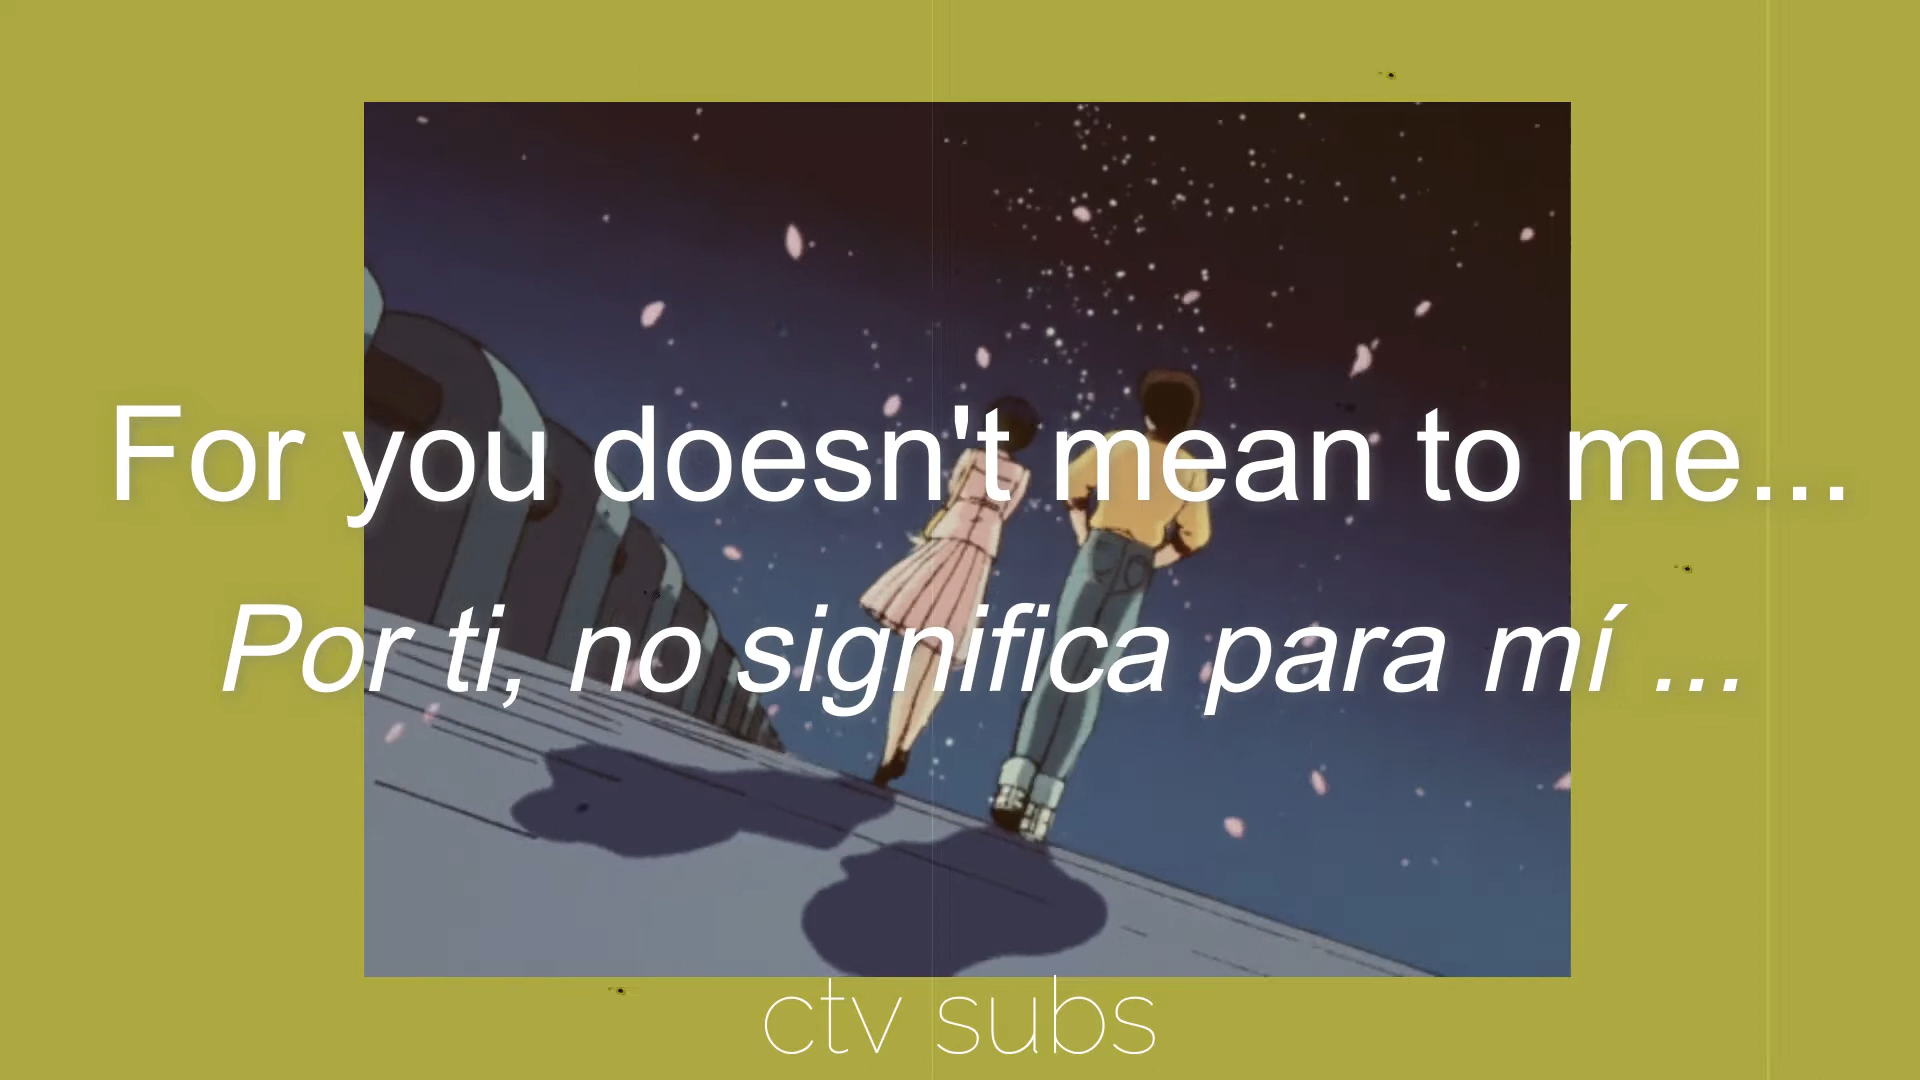 For you doesn't mean to me...
Por ti, no significa para mí ...
ctv subs